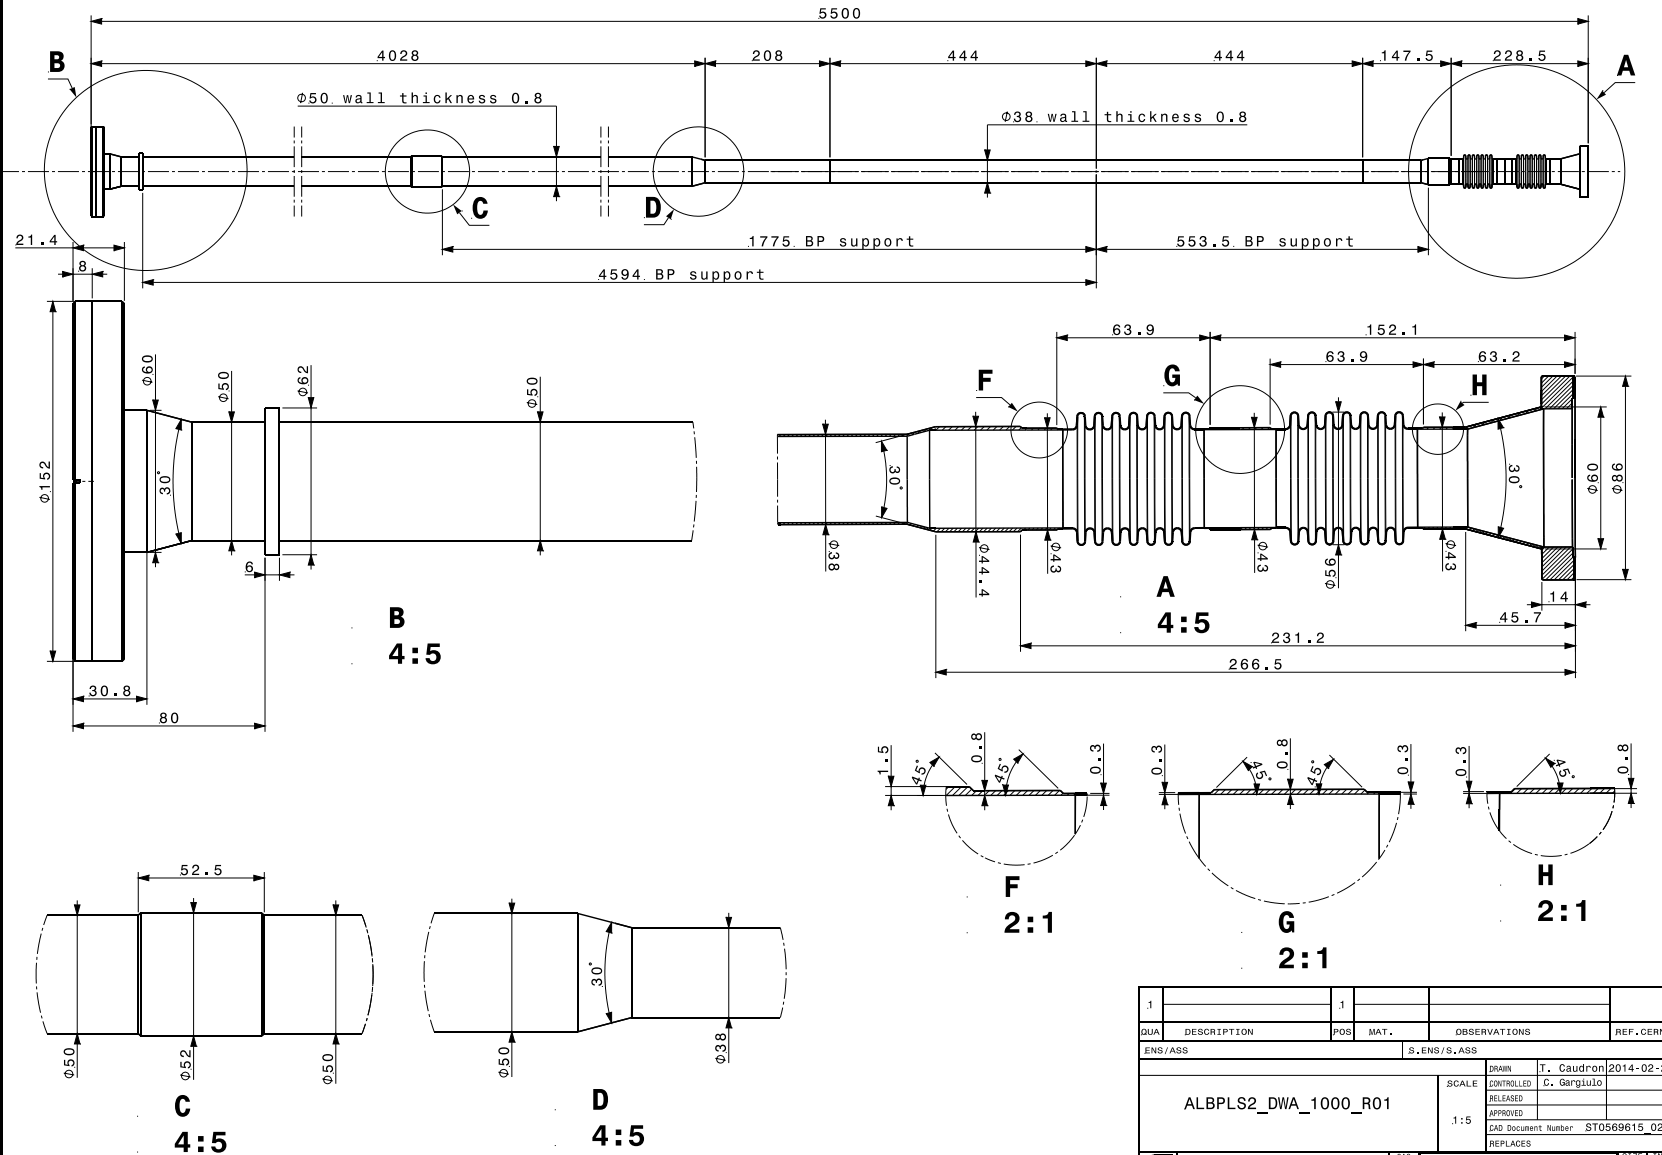 5500
4028 208 444 444 147.5 228.5
B A
Φ50 wall thickness 0.8
Φ38 wall thickness 0.8
C D
1775 BP support 553.5 BP support
4594 BP support
21.4
8
Φ152
Φ60
30°
Φ50
Φ62
Φ50
6
30.8
80
B
4:5
63.9 152.1
63.9 63.2
F G H
Φ38
30°
Φ44.4
Φ43
Φ43
Φ56
Φ43
30°
Φ60
Φ86
14
45.7
231.2
266.5
A
4:5
1.5 45° 0.8 45° 0.3
F
2:1
0.3 45° 0.8 45° 0.3
G
2:1
0.3 45° 0.8
H
2:1
52.5
Φ50 Φ52 Φ50
C
4:5
Φ50 30° Φ38
D
4:5
1 1
QUA DESCRIPTION POS MAT. OBSERVATIONS REF.CERN
ENS/ASS S.ENS/S.ASS
ALBPLS2_DWA_1000_R01
SCALE
1:5
DRAWN T. Caudron 2014-02-
CONTROLLED C. Gargiulo
RELEASED
APPROVED
CAD Document Number ST0569615_02
REPLACES